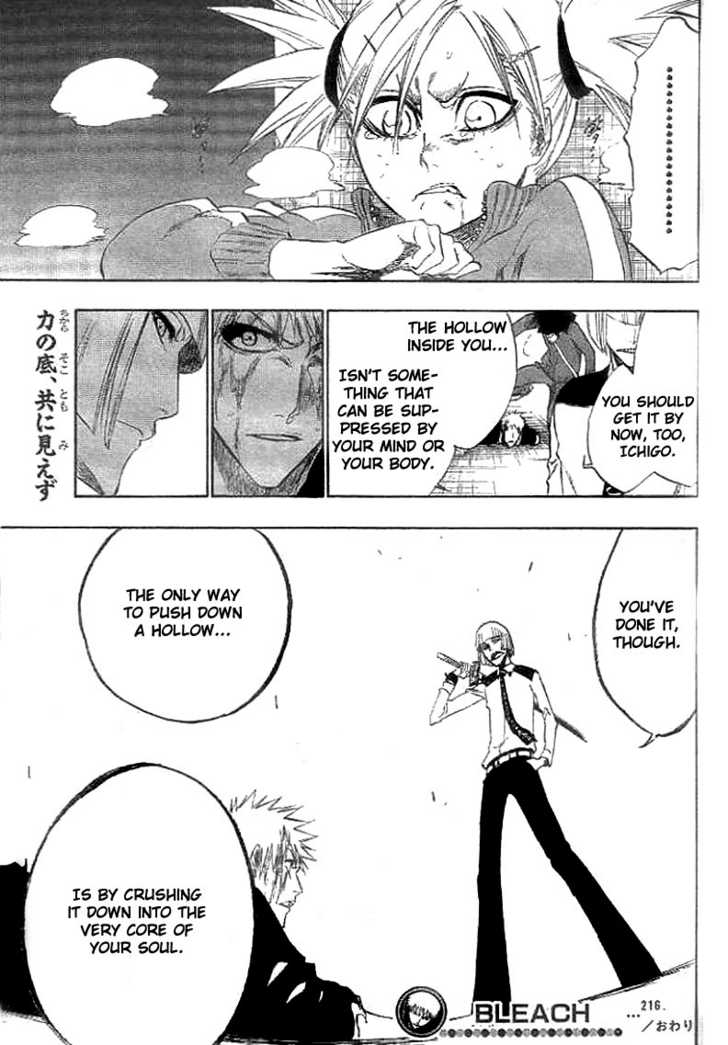 ................
YOU SHOULD
GET IT BY
NOW, TOO,
ICHIGO.
THE HOLLOW
INSIDE YOU...
ISN'T SOME-
THING THAT
CAN BE SUP-
PRESSED BY
YOUR MIND OR
YOUR BODY.
力の底、共に見えず
YOU'VE
DONE IT,
THOUGH.
THE ONLY WAY
TO PUSH DOWN
A HOLLOW...
IS BY CRUSHING
IT DOWN INTO THE
VERY CORE OF
YOUR SOUL.
BLEACH
216.
...
/おわり